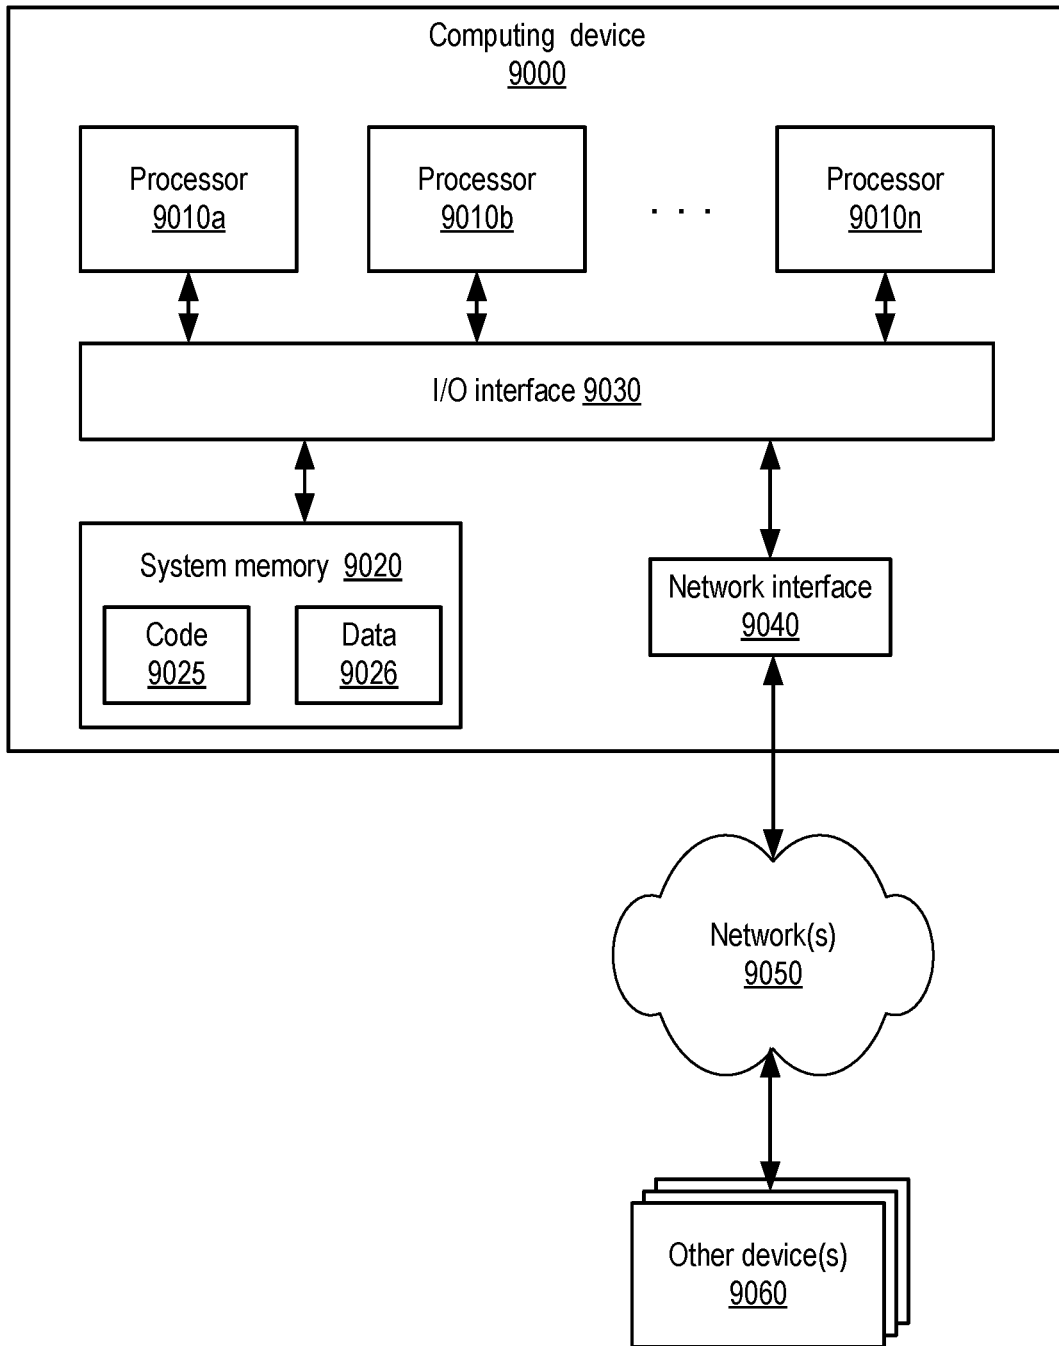 Computing device
9000
Processor
9010a
Processor
9010b
. . .
Processor
9010n
I/O interface 9030
System memory 9020
Code
9025
Data
9026
Network interface
9040
Network(s)
9050
Other device(s)
9060